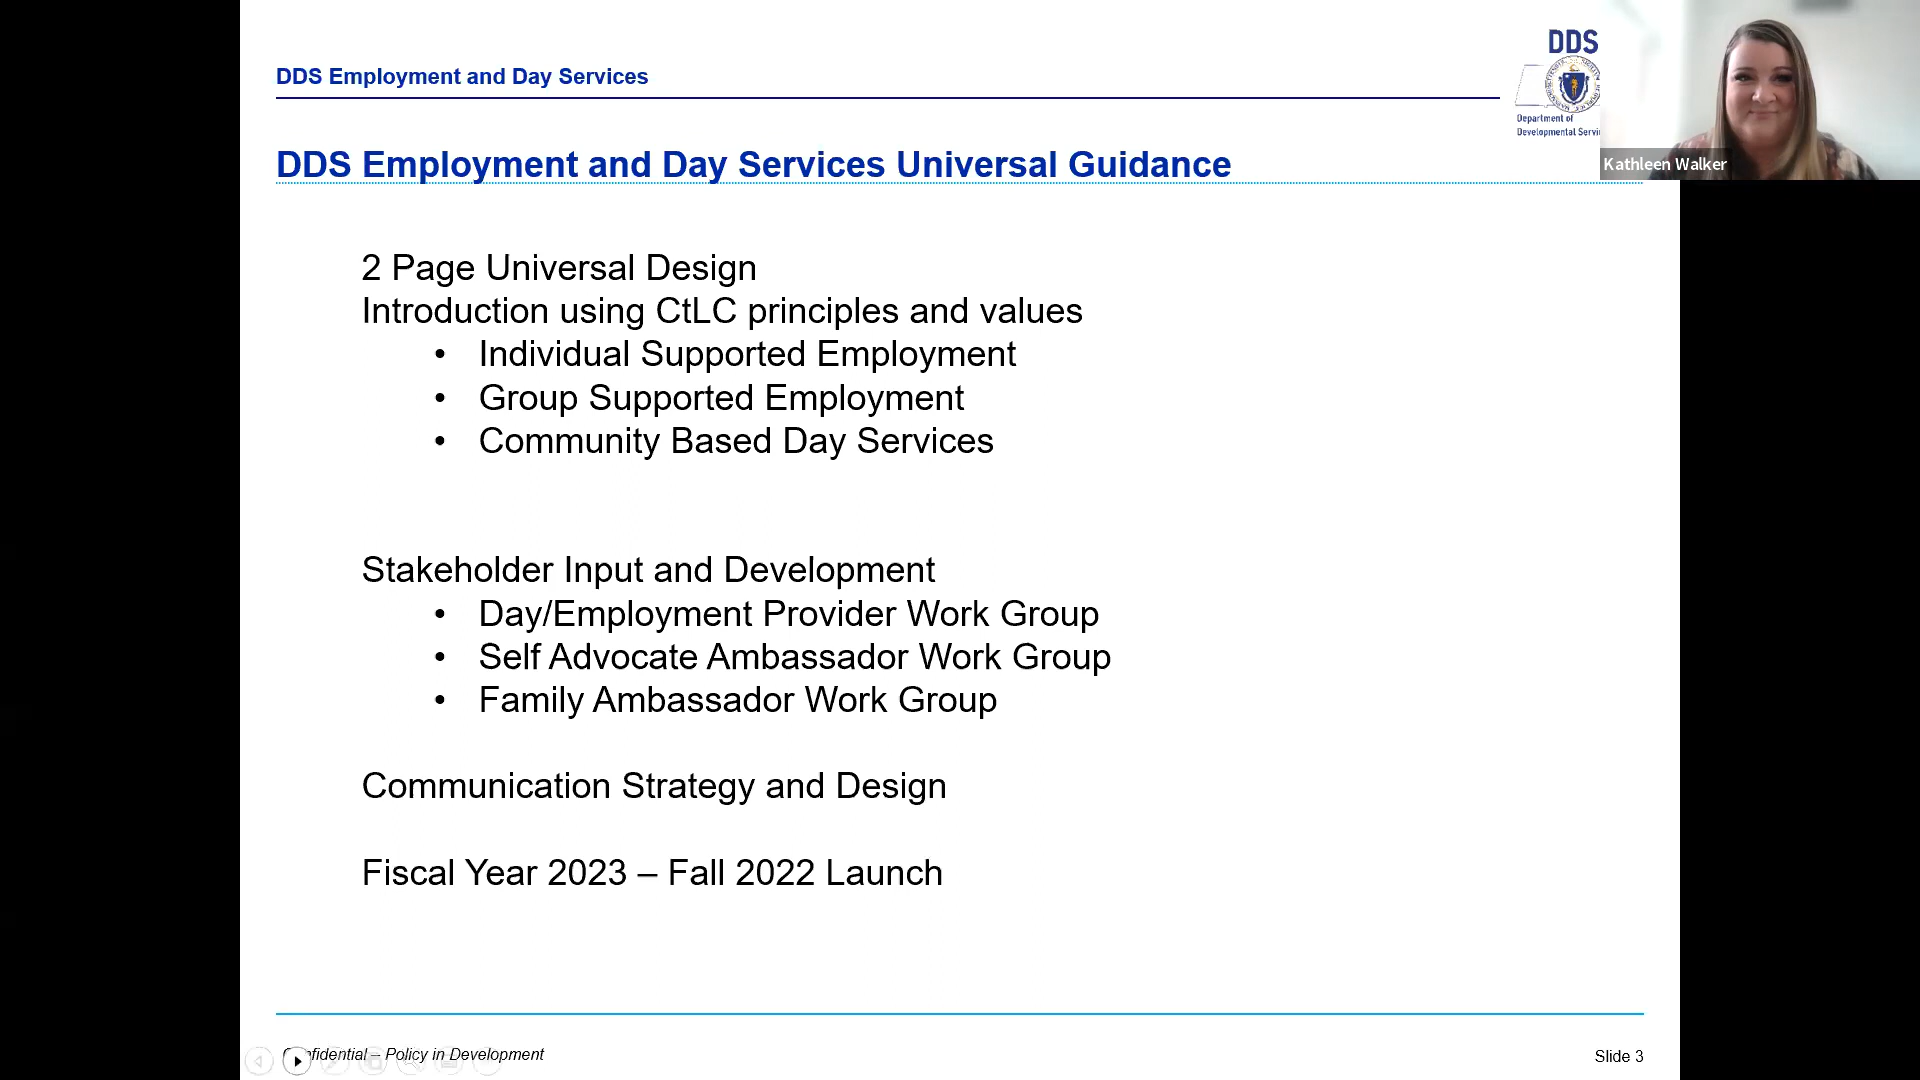 DDS Employment and Day Services
DDS
Department of
Developmental Servi
Kathleen Walker
DDS Employment and Day Services Universal Guidance
2 Page Universal Design
Introduction using CtLC principles and values
• Individual Supported Employment
• Group Supported Employment
• Community Based Day Services
Stakeholder Input and Development
• Day/Employment Provider Work Group
• Self Advocate Ambassador Work Group
• Family Ambassador Work Group
Communication Strategy and Design
Fiscal Year 2023 – Fall 2022 Launch
Confidential – Policy in Development
Slide 3